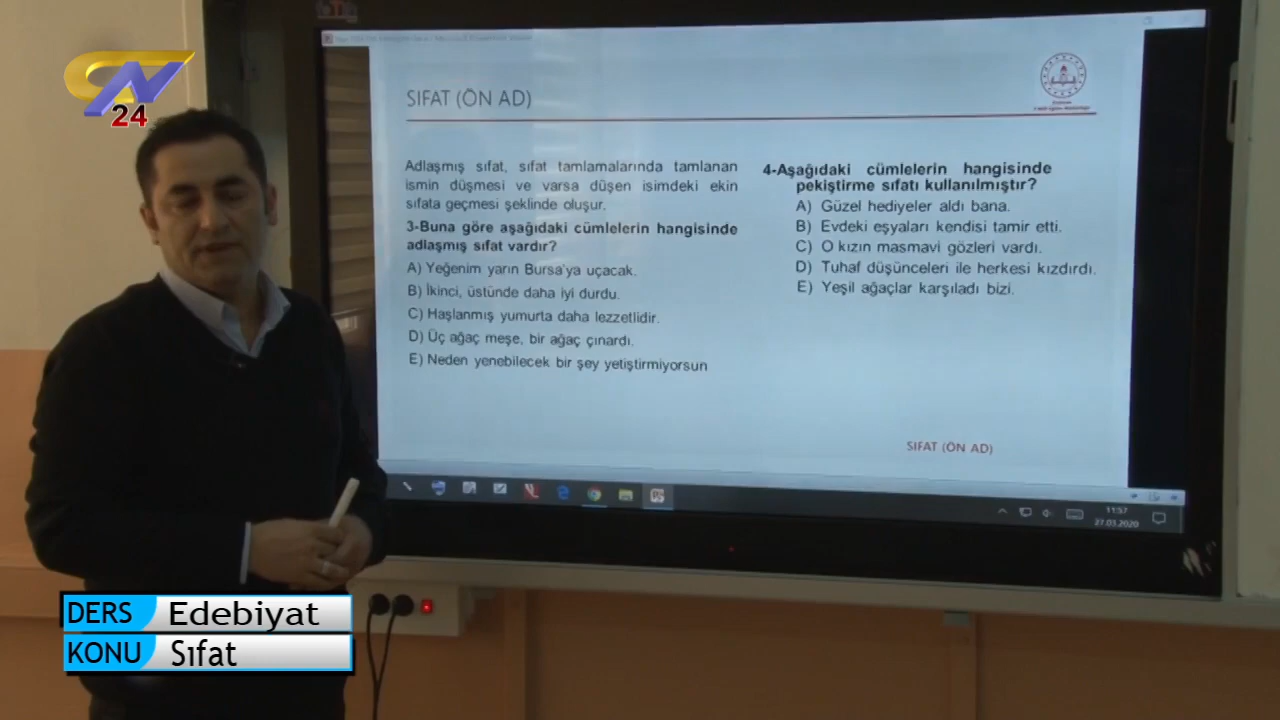 24
SIFAT (ÖN AD)
Adlaşmış sıfat, sıfat tamlamalarında tamlanan
ismin düşmesi ve varsa düşen isimdeki ekin
sıfata geçmesi şeklinde oluşur.
3-Buna göre aşağıdaki cümlelerin hangisinde
adlaşmış sıfat vardır?
A) Yeğenim yarın Bursa'ya uçacak.
B) İkinci, üstünde daha iyi durdu.
C) Haşlanmış yumurta daha lezzetlidir.
D) Üç ağaç meşe, bir ağaç çınardı.
E) Neden yenebilecek bir şey yetiştirmiyorsun
4-Aşağıdaki cümlelerin hangisinde
pekiştirme sıfatı kullanılmıştır?
A) Güzel hediyeler aldı bana.
B) Evdeki eşyaları kendisi tamir etti.
C) O kızın masmavi gözleri vardı.
D) Tuhaf düşünceleri ile herkesi kızdırdı.
E) Yeşil ağaçlar karşıladı bizi.
SIFAT (ÖN AD)
11:57
27.03.2020
DERS Edebiyat
KONU Sıfat